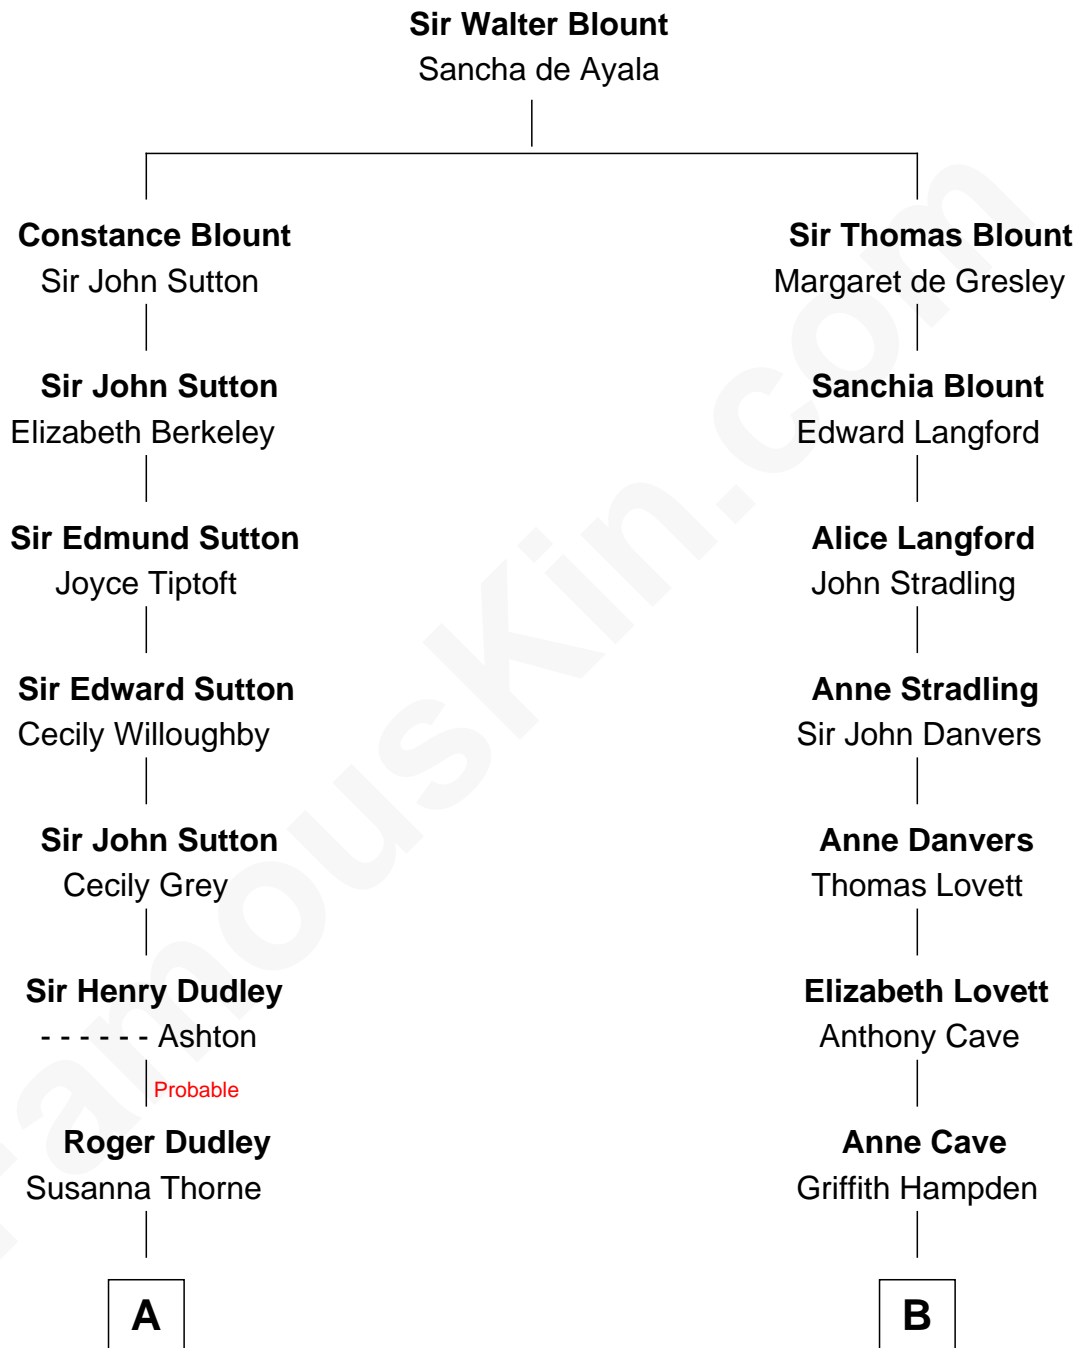 Sir Walter Blount
Sancha de Ayala
Constance Blount
Sir John Sutton
Sir Thomas Blount
Margaret de Gresley
Sir John Sutton
Elizabeth Berkeley
Sanchia Blount
Edward Langford
Sir Edmund Sutton
Joyce Tiptoft
Alice Langford
John Stradling
Sir Edward Sutton
Cecily Willoughby
Anne Stradling
Sir John Danvers
Sir John Sutton
Cecily Grey
Anne Danvers
Thomas Lovett
Sir Henry Dudley
- - - - - - Ashton
Elizabeth Lovett
Anthony Cave
Probable
Roger Dudley
Susanna Thorne
Anne Cave
Griffith Hampden
A
B
FamousKin.com